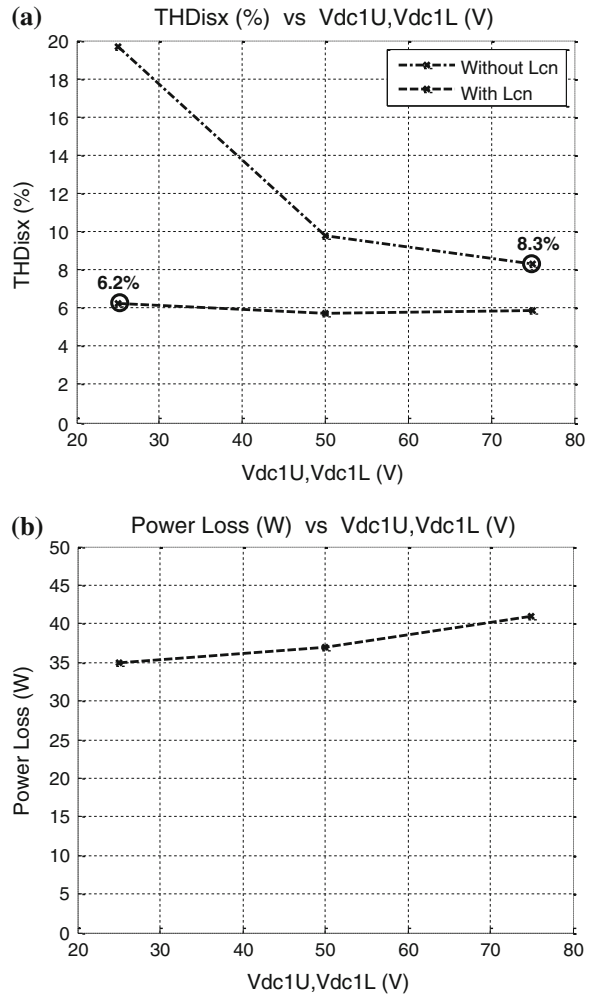 (a) THDisx (%) vs Vdc1U,Vdc1L (V)
20
18
16
14
12
10
8
6
4
2
0
THDisx (%)
Without Lcn
With Lcn
8.3%
6.2%
20 30 40 50 60 70 80
Vdc1U,Vdc1L (V)
(b) Power Loss (W) vs Vdc1U,Vdc1L (V)
50
45
40
35
30
25
20
15
10
5
0
Power Loss (W)
20 30 40 50 60 70 80
Vdc1U,Vdc1L (V)